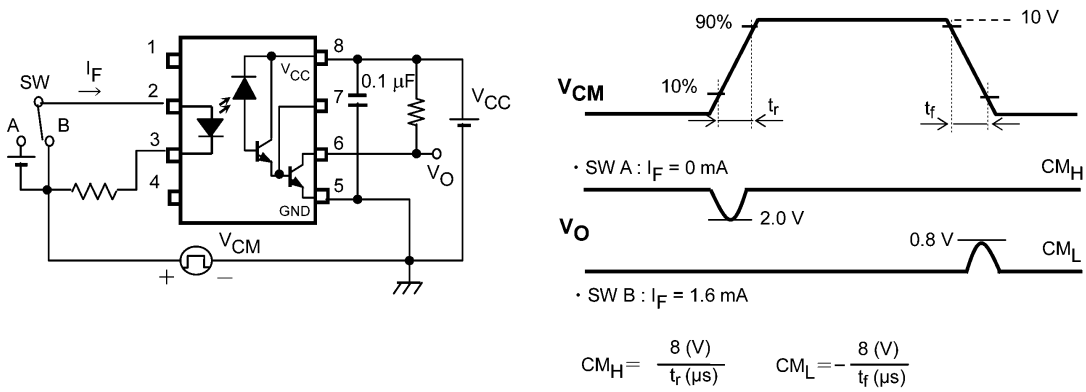 SW
I_F
A
B
1
2
3
4
8
7
6
5
V_CC
GND
0.1 μF
V_CC
V_O
V_CM
+
−
V_CM
90%
10%
10 V
t_r
t_f
・SW A : I_F = 0 mA
CM_H
2.0 V
V_O
0.8 V
CM_L
・SW B : I_F = 1.6 mA
CM_H = 8 (V) / t_r (μs)
CM_L = − 8 (V) / t_f (μs)